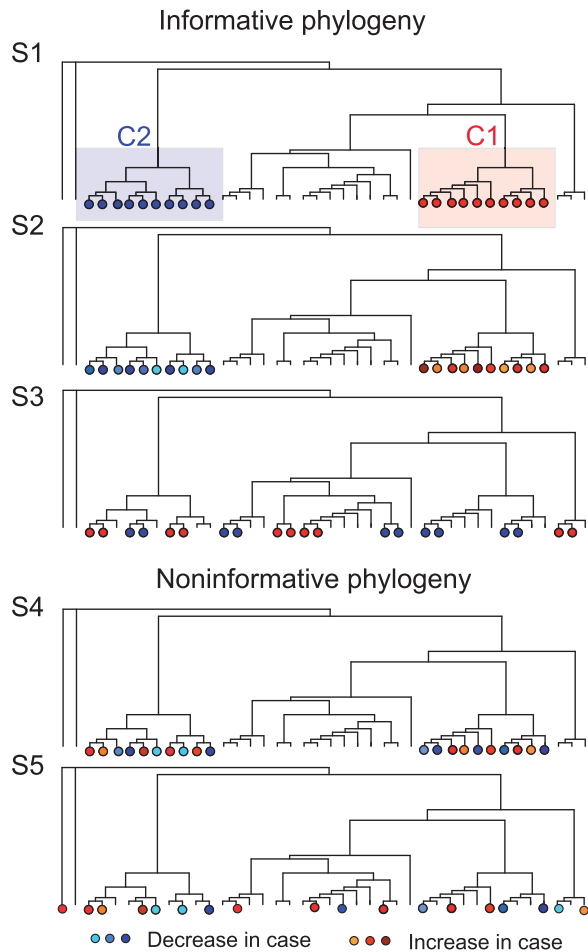 Informative phylogeny
S1
C2
C1
S2
S3
Noninformative phylogeny
S4
S5
Decrease in case
Increase in case